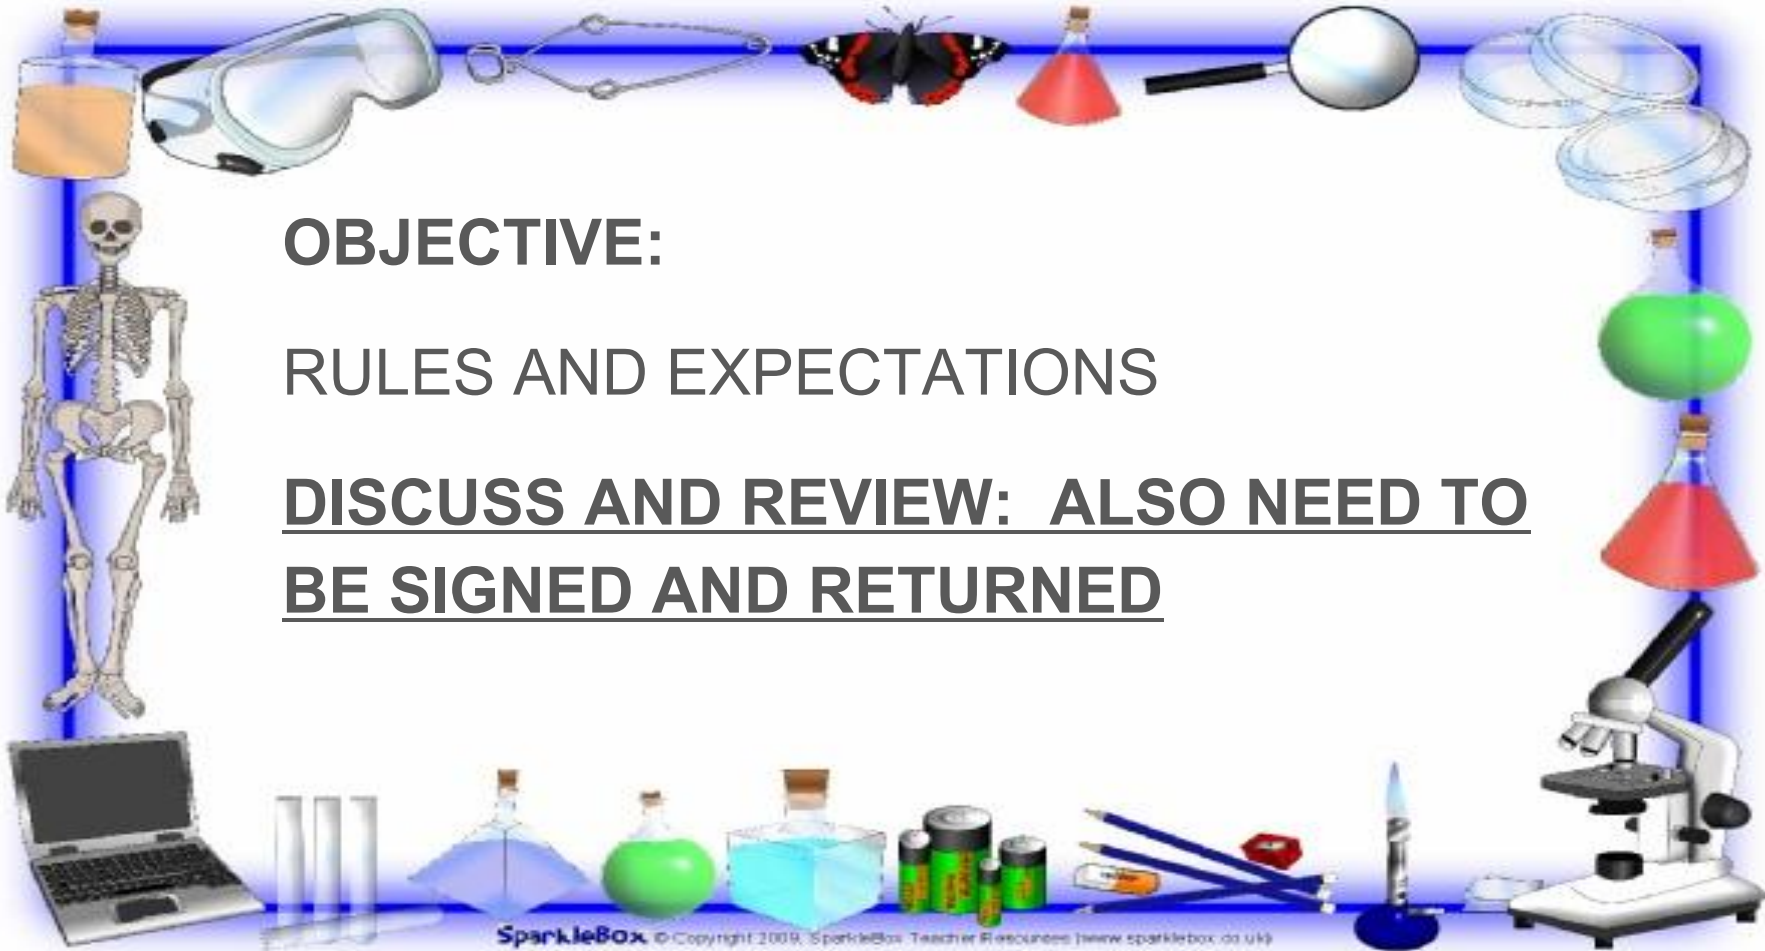 OBJECTIVE:
RULES AND EXPECTATIONS
DISCUSS AND REVIEW: ALSO NEED TO
BE SIGNED AND RETURNED
SparkleBox © Copyright 2009, SparkleBox Teacher Resources (www.sparklebox.co.uk)